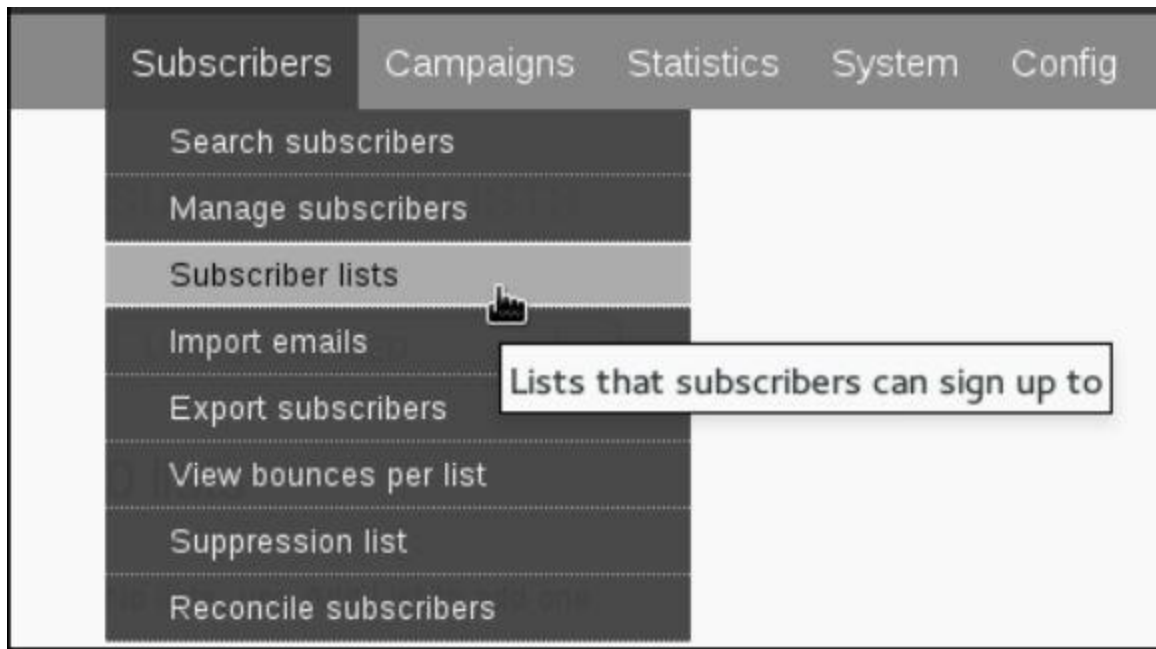 Subscribers Campaigns Statistics System Config
Search subscribers
Manage subscribers
Subscriber lists
Import emails
Lists that subscribers can sign up to
Export subscribers
View bounces per list
Suppression list
Reconcile subscribers